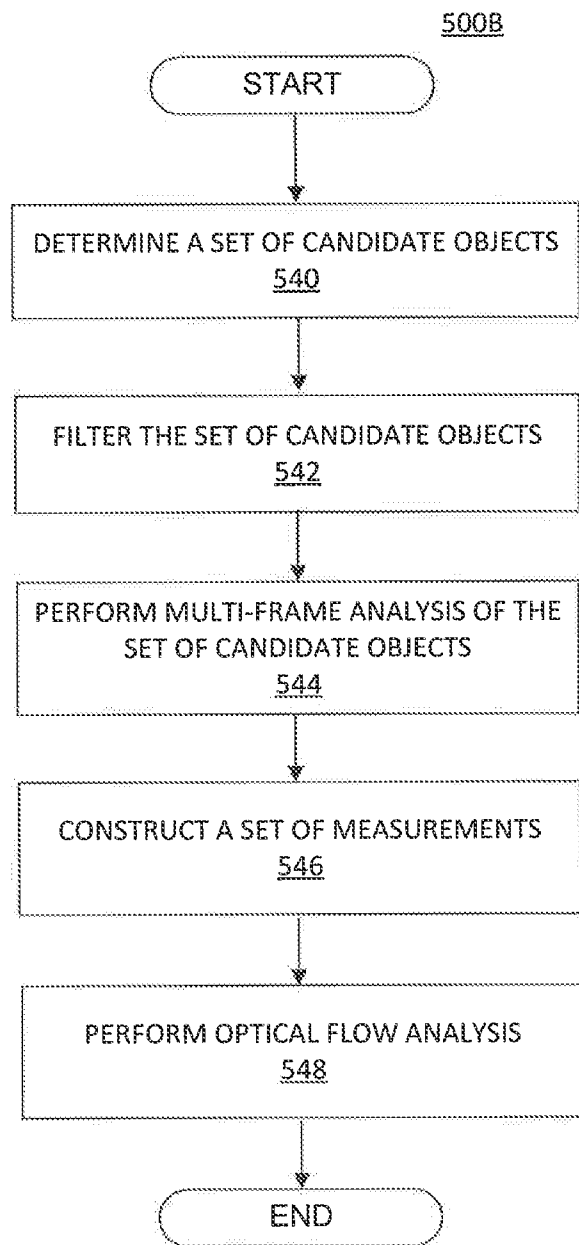 500B
START
DETERMINE A SET OF CANDIDATE OBJECTS
540
FILTER THE SET OF CANDIDATE OBJECTS
542
PERFORM MULTI-FRAME ANALYSIS OF THE
SET OF CANDIDATE OBJECTS
544
CONSTRUCT A SET OF MEASUREMENTS
546
PERFORM OPTICAL FLOW ANALYSIS
548
END